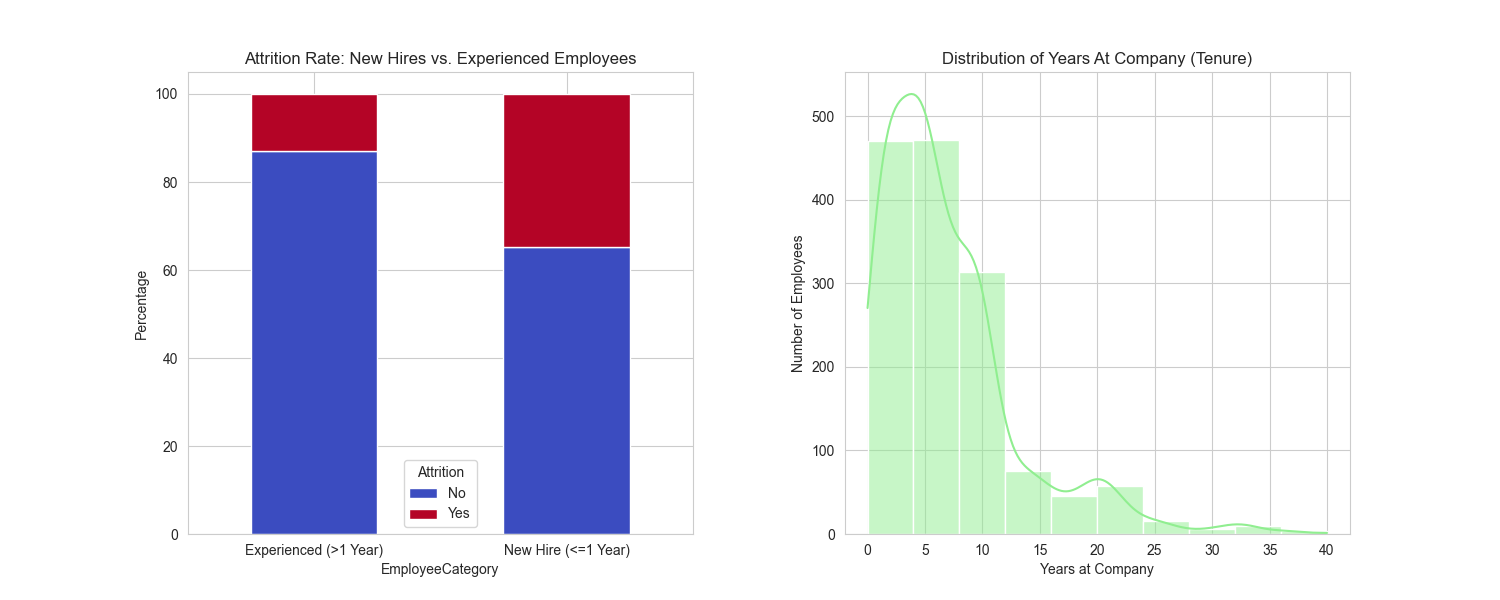 Attrition Rate: New Hires vs. Experienced Employees
100
80
60
40
20
0
Percentage
Attrition
No
Yes
Experienced (>1 Year)
New Hire (<=1 Year)
EmployeeCategory
Distribution of Years At Company (Tenure)
500
400
300
200
100
0
Number of Employees
0 5 10 15 20 25 30 35 40
Years at Company